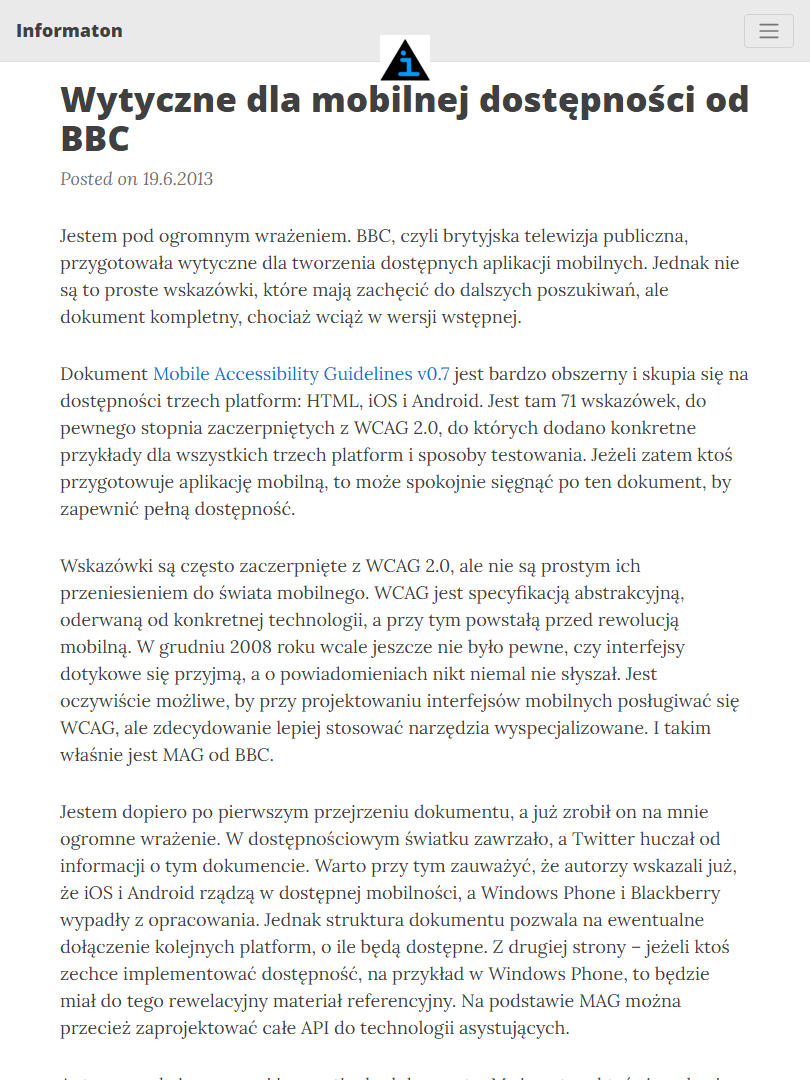 Informaton
Wytyczne dla mobilnej dostępności od
BBC
Posted on 19.6.2013
Jestem pod ogromnym wrażeniem. BBC, czyli brytyjska telewizja publiczna,
przygotowała wytyczne dla tworzenia dostępnych aplikacji mobilnych. Jednak nie
są to proste wskazówki, które mają zachęcić do dalszych poszukiwań, ale
dokument kompletny, chociaż wciąż w wersji wstępnej.
Dokument Mobile Accessibility Guidelines v0.7 jest bardzo obszerny i skupia się na
dostępności trzech platform: HTML, iOS i Android. Jest tam 71 wskazówek, do
pewnego stopnia zaczerpniętych z WCAG 2.0, do których dodano konkretne
przykłady dla wszystkich trzech platform i sposoby testowania. Jeżeli zatem ktoś
przygotowuje aplikację mobilną, to może spokojnie sięgnąć po ten dokument, by
zapewnić pełną dostępność.
Wskazówki są często zaczerpnięte z WCAG 2.0, ale nie są prostym ich
przeniesieniem do świata mobilnego. WCAG jest specyfikacją abstrakcyjną,
oderwaną od konkretnej technologii, a przy tym powstałą przed rewolucją
mobilną. W grudniu 2008 roku wcale jeszcze nie było pewne, czy interfejsy
dotykowe się przyjmą, a o powiadomieniach nikt niemal nie słyszał. Jest
oczywiście możliwe, by przy projektowaniu interfejsów mobilnych posługiwać się
WCAG, ale zdecydowanie lepiej stosować narzędzia wyspecjalizowane. I takim
właśnie jest MAG od BBC.
Jestem dopiero po pierwszym przejrzeniu dokumentu, a już zrobił on na mnie
ogromne wrażenie. W dostępnościowym światku zawrzało, a Twitter huczał od
informacji o tym dokumencie. Warto przy tym zauważyć, że autorzy wskazali już,
że iOS i Android rządzą w dostępnej mobilności, a Windows Phone i Blackberry
wypadły z opracowania. Jednak struktura dokumentu pozwala na ewentualne
dołączenie kolejnych platform, o ile będą dostępne. Z drugiej strony – jeżeli ktoś
zechce implementować dostępność, na przykład w Windows Phone, to będzie
miał do tego rewelacyjny materiał referencyjny. Na podstawie MAG można
przecież zaprojektować całe API do technologii asystujących.